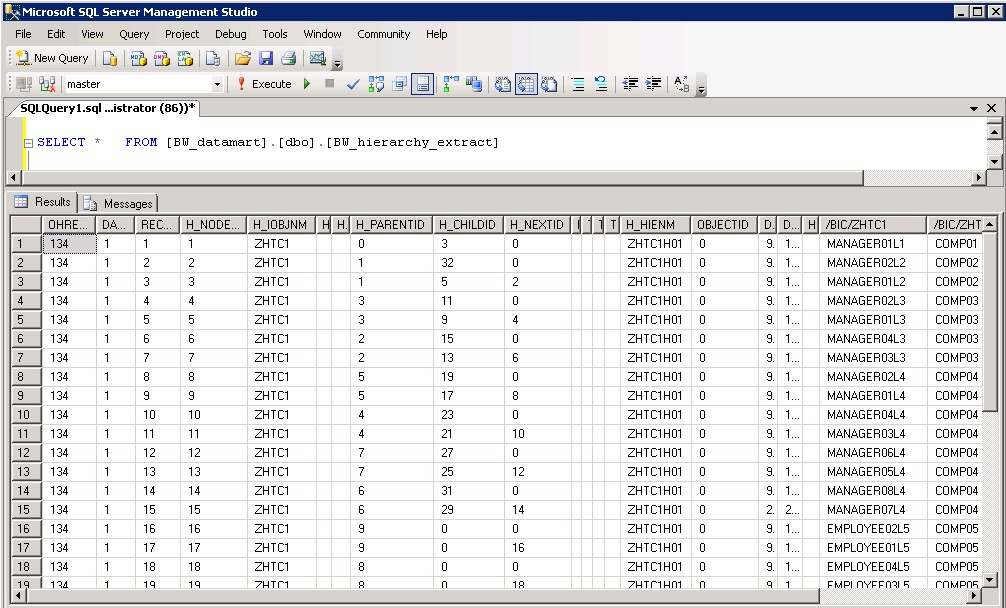 Microsoft SQL Server Management Studio
File Edit View Query Project Debug Tools Window Community Help
New Query
master Execute
SQLQuery1.sql ...istrator (86))*
SELECT * FROM [BW_datamart].[dbo].[BW_hierarchy_extract]
Results Messages
OHRE... DA... REC... H_NODE... H_IOBJNM H H. H_PARENTID H_CHILDID H_NEXTID I T T T H_HIENM OBJECTID D. D... H /BIC/ZHTC1 /BIC/ZHT
1 134 1 1 1 ZHTC1 0 3 0 ZHTC1H01 0 9. 1... MANAGER01L1 COMP01
2 134 1 2 2 ZHTC1 1 32 0 ZHTC1H01 0 9. 1... MANAGER02L2 COMP02
3 134 1 3 3 ZHTC1 1 5 2 ZHTC1H01 0 9. 1... MANAGER01L2 COMP02
4 134 1 4 4 ZHTC1 3 11 0 ZHTC1H01 0 9. 1... MANAGER02L3 COMP03
5 134 1 5 5 ZHTC1 3 9 4 ZHTC1H01 0 9. 1... MANAGER01L3 COMP03
6 134 1 6 6 ZHTC1 2 15 0 ZHTC1H01 0 9. 1... MANAGER04L3 COMP03
7 134 1 7 7 ZHTC1 2 13 6 ZHTC1H01 0 9. 1... MANAGER03L3 COMP03
8 134 1 8 8 ZHTC1 5 19 0 ZHTC1H01 0 9. 1... MANAGER02L4 COMP04
9 134 1 9 9 ZHTC1 5 17 8 ZHTC1H01 0 9. 1... MANAGER01L4 COMP04
10 134 1 10 10 ZHTC1 4 23 0 ZHTC1H01 0 9. 1... MANAGER04L4 COMP04
11 134 1 11 11 ZHTC1 4 21 10 ZHTC1H01 0 9. 1... MANAGER03L4 COMP04
12 134 1 12 12 ZHTC1 7 27 0 ZHTC1H01 0 9. 1... MANAGER06L4 COMP04
13 134 1 13 13 ZHTC1 7 25 12 ZHTC1H01 0 9. 1... MANAGER05L4 COMP04
14 134 1 14 14 ZHTC1 6 31 0 ZHTC1H01 0 9. 1... MANAGER08L4 COMP04
15 134 1 15 15 ZHTC1 6 29 14 ZHTC1H01 0 2. 2... MANAGER07L4 COMP04
16 134 1 16 16 ZHTC1 9 0 0 ZHTC1H01 0 9. 1... EMPLOYEE02L5 COMP05
17 134 1 17 17 ZHTC1 9 0 16 ZHTC1H01 0 9. 1... EMPLOYEE01L5 COMP05
18 134 1 18 18 ZHTC1 8 0 0 ZHTC1H01 0 9. 1... EMPLOYEE04L5 COMP05
19 134 1 19 19 ZHTC1 8 0 18 ZHTC1H01 0 9. 1... EMPLOYEE03L5 COMP05